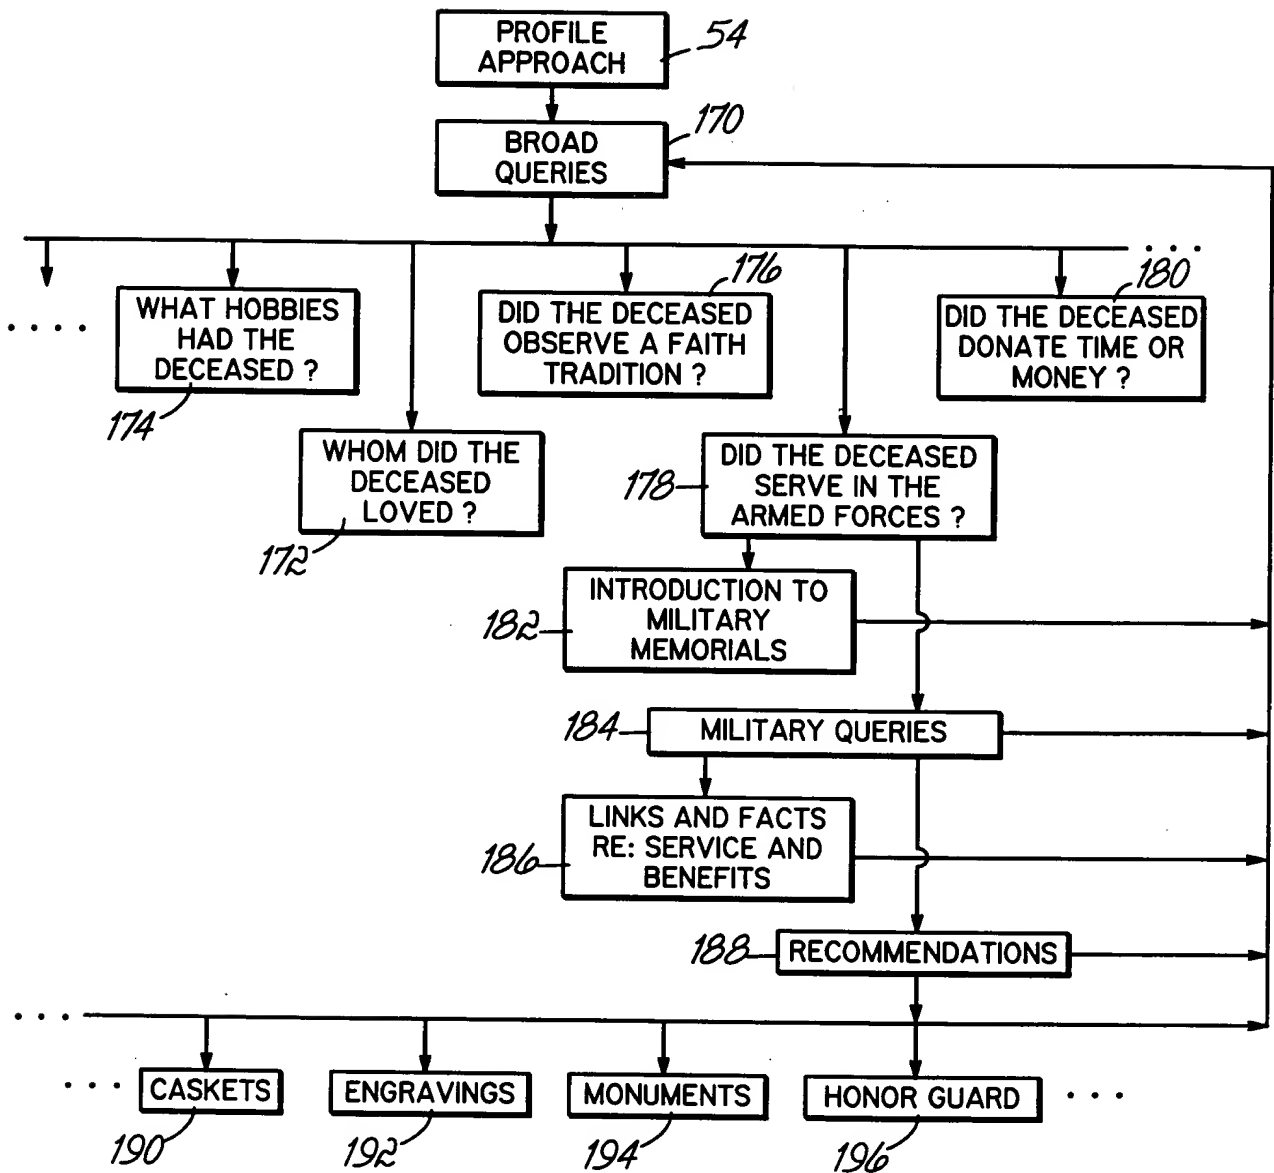 PROFILE
APPROACH
54
BROAD
QUERIES
170
. . . .
. . . .
WHAT HOBBIES
HAD THE
DECEASED ?
174
DID THE DECEASED
OBSERVE A FAITH
TRADITION ?
176
DID THE DECEASED
DONATE TIME OR
MONEY ?
180
WHOM DID THE
DECEASED
LOVED ?
172
DID THE DECEASED
SERVE IN THE
ARMED FORCES ?
178
INTRODUCTION TO
MILITARY
MEMORIALS
182
MILITARY QUERIES
184
LINKS AND FACTS
RE: SERVICE AND
BENEFITS
186
RECOMMENDATIONS
188
. . .
. . .
CASKETS
190
ENGRAVINGS
192
MONUMENTS
194
HONOR GUARD
196
. . .